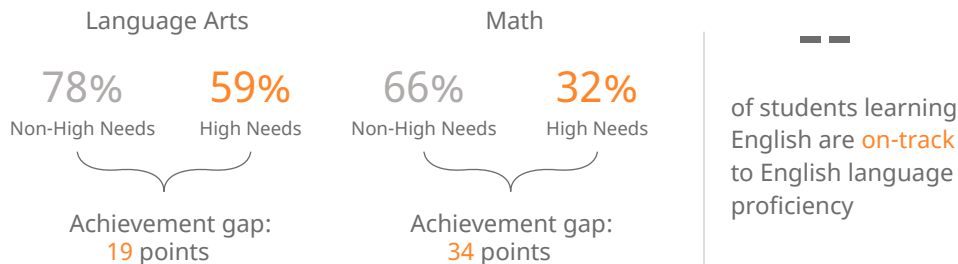 Language Arts
78% 59%
Non-High Needs High Needs
Achievement gap:
19 points
Math
66% 32%
Non-High Needs High Needs
Achievement gap:
34 points
--
of students learning
English are on-track
to English language
proficiency